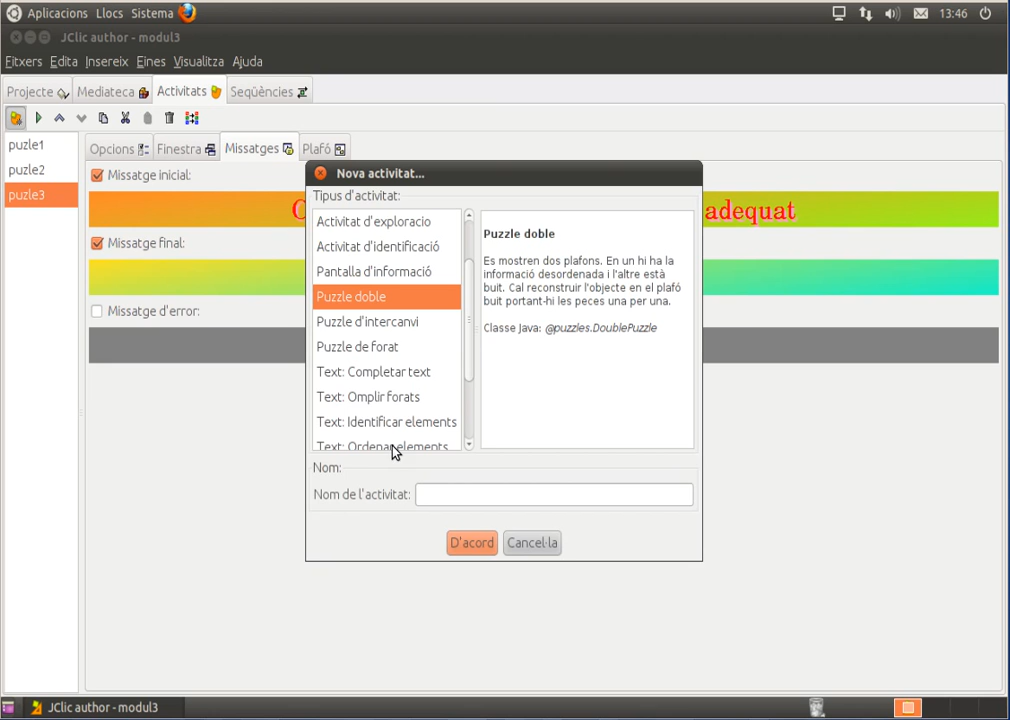 Aplicacions Llocs Sistema 13:46
JClic author - modul3
Fitxers Edita Insereix Eines Visualitza Ajuda
Projecte Mediateca Activitats Seqüències
puzle1
puzle2
puzle3
Opcions Finestra Missatges Plafó
Missatge inicial:
adequat
Missatge final:
Missatge d'error:
Nova activitat...
Tipus d'activitat:
Activitat d'exploració
Activitat d'identificació
Pantalla d'informació
Puzzle doble
Puzzle d'intercanvi
Puzzle de forat
Text: Completar text
Text: Omplir forats
Text: Identificar elements
Text: Ordenar elements
Puzzle doble
Es mostren dos plafons. En un hi ha la
informació desordenada i l'altre està
buit. Cal reconstruir l'objecte en el plafó
buit portant-hi les peces una per una.
Classe Java: @puzzles.DoublePuzzle
Nom:
Nom de l'activitat:
D'acord Cancel·la
JClic author - modul3